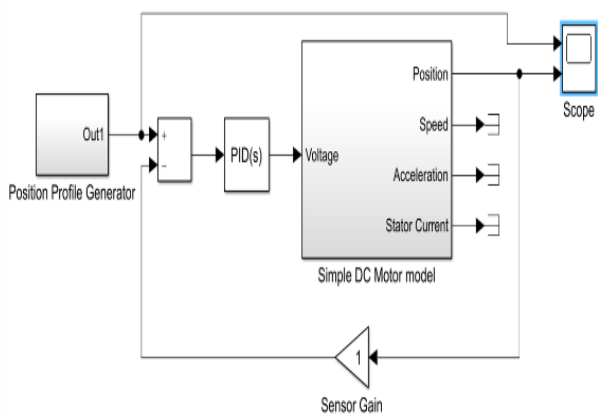 Position
Scope
Out1
+
−
PID(s)
Voltage
Speed
Position Profile Generator
Acceleration
Stator Current
Simple DC Motor model
1
Sensor Gain